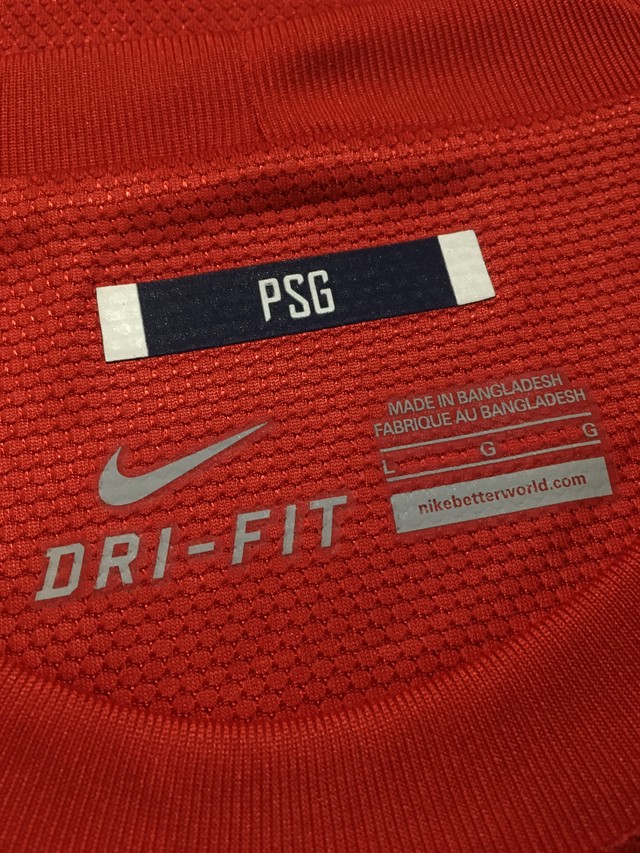 PSG
MADE IN BANGLADESH
FABRIQUE AU BANGLADESH
L G G
nikebetterworld.com
DRI-FIT